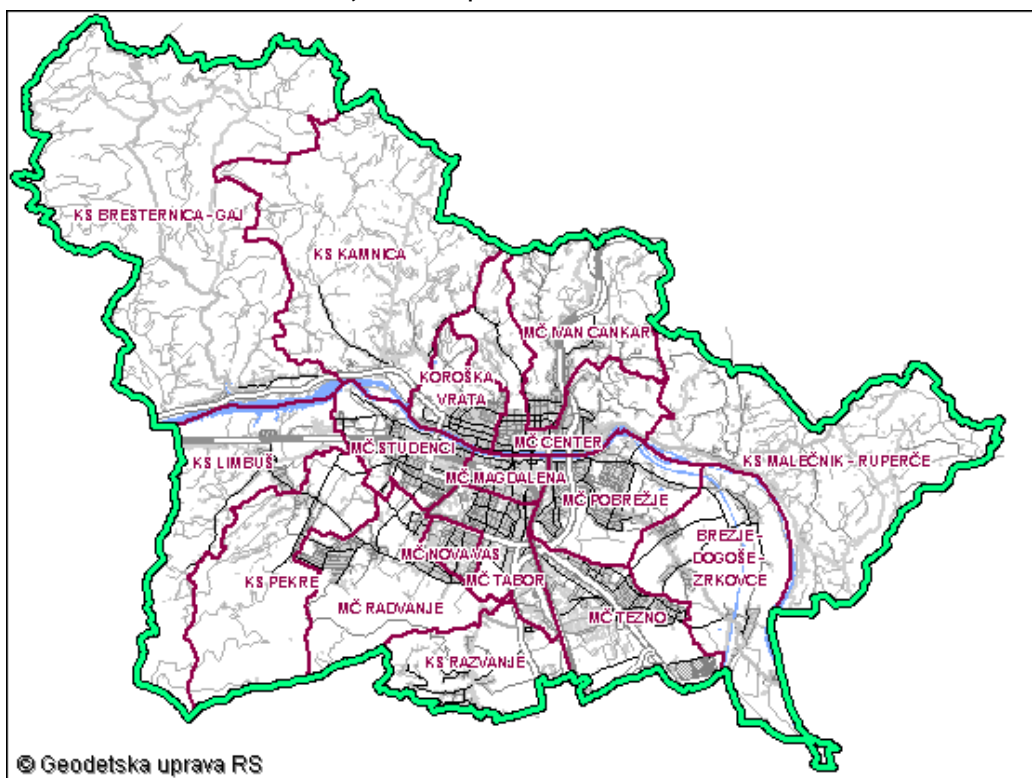 KS BRESTERNICA - GAJ
KS KAMNICA
MČ IVAN CANKAR
KOROŠKA
VRATA
MČ CENTER
MČ STUDENCI
KS LIMBUŠ
KS MALEČNIK - RUPERČE
MČ MAGDALENA
MČ POBREŽJE
BREZJE-
DOGOŠE-
ZRKOVCE
MČ NOVA VAS
KS PEKRE
MČ TABOR
MČ RADVANJE
MČ TEZNO
KS RAZVANJE
© Geodetska uprava RS